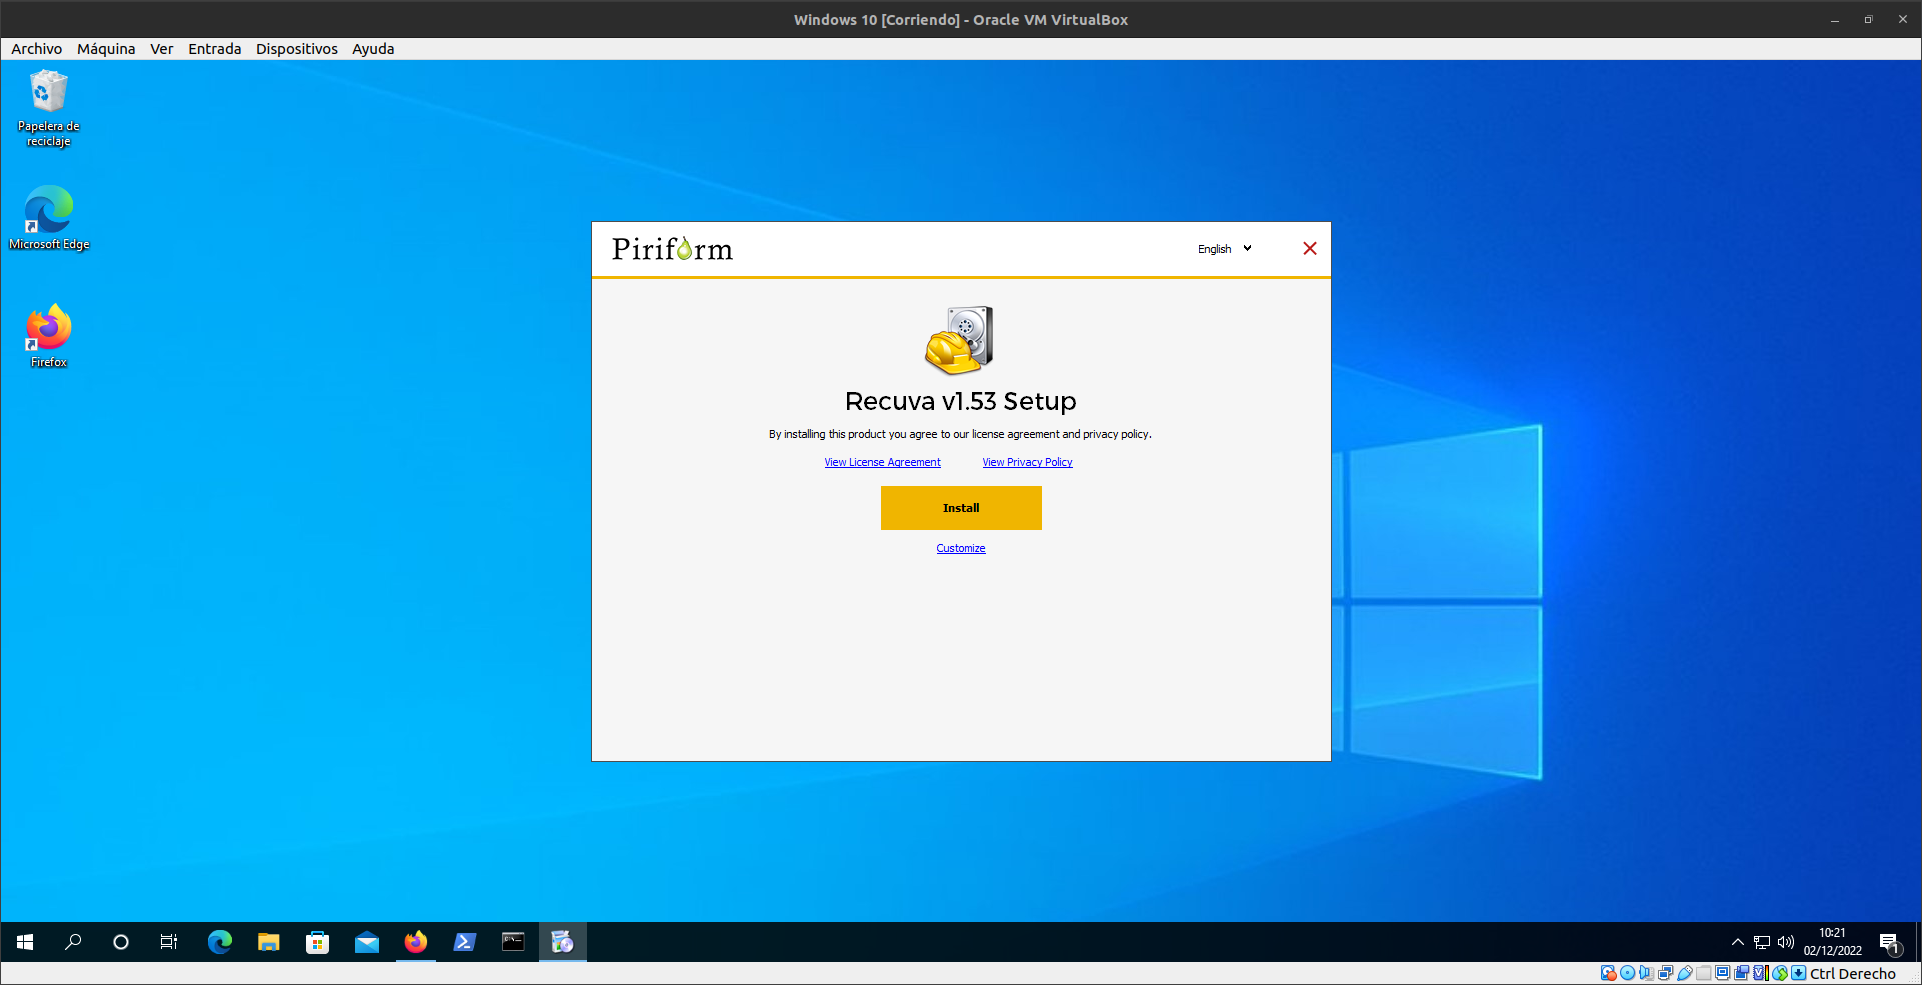 Windows 10 [Corriendo] - Oracle VM VirtualBox
Archivo Máquina Ver Entrada Dispositivos Ayuda
Papelera de
reciclaje
Microsoft Edge
Firefox
Piriform
English
Recuva v1.53 Setup
By installing this product you agree to our license agreement and privacy policy.
View License Agreement View Privacy Policy
Install
Customize
10:21
02/12/2022
1
Ctrl Derecho